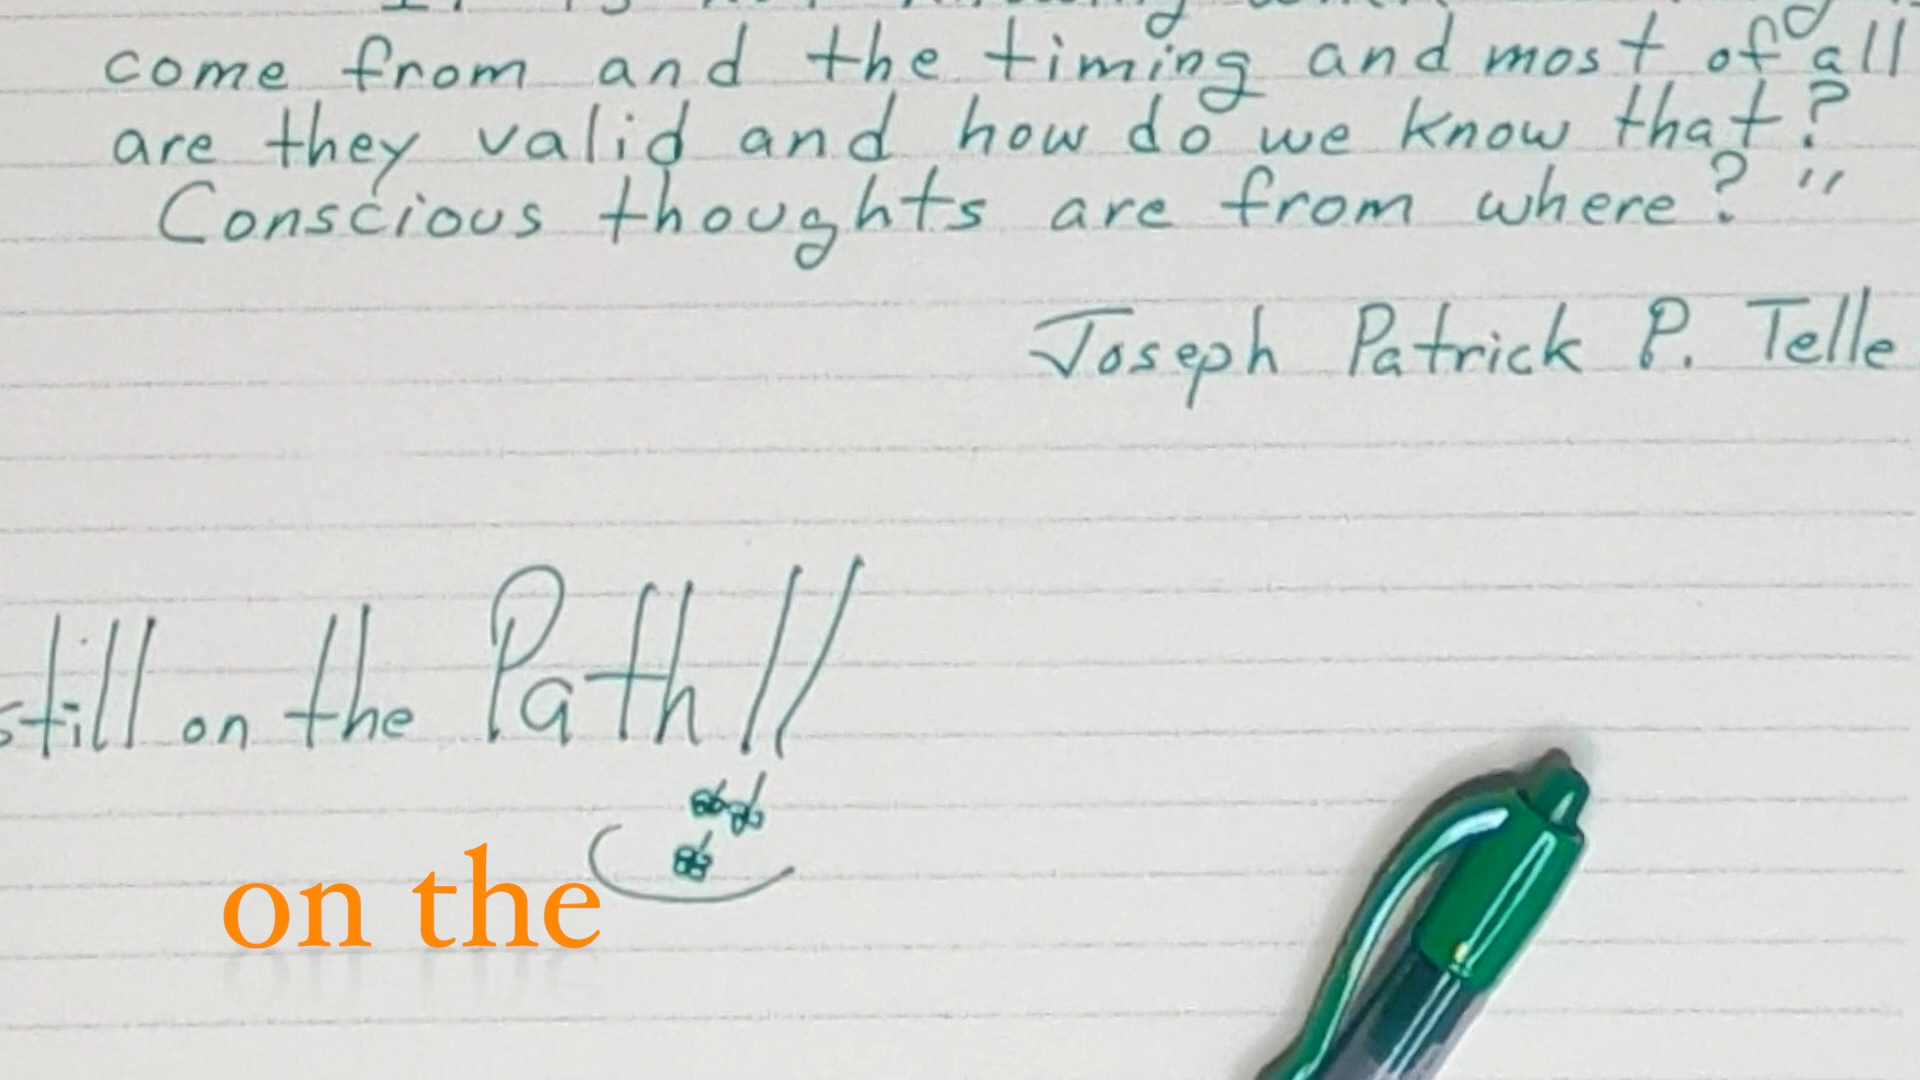 come from and the timing and most of all
are they valid and how do we know that?
Conscious thoughts are from where? "
Joseph Patrick P. Telle
still on the Path!!
on the